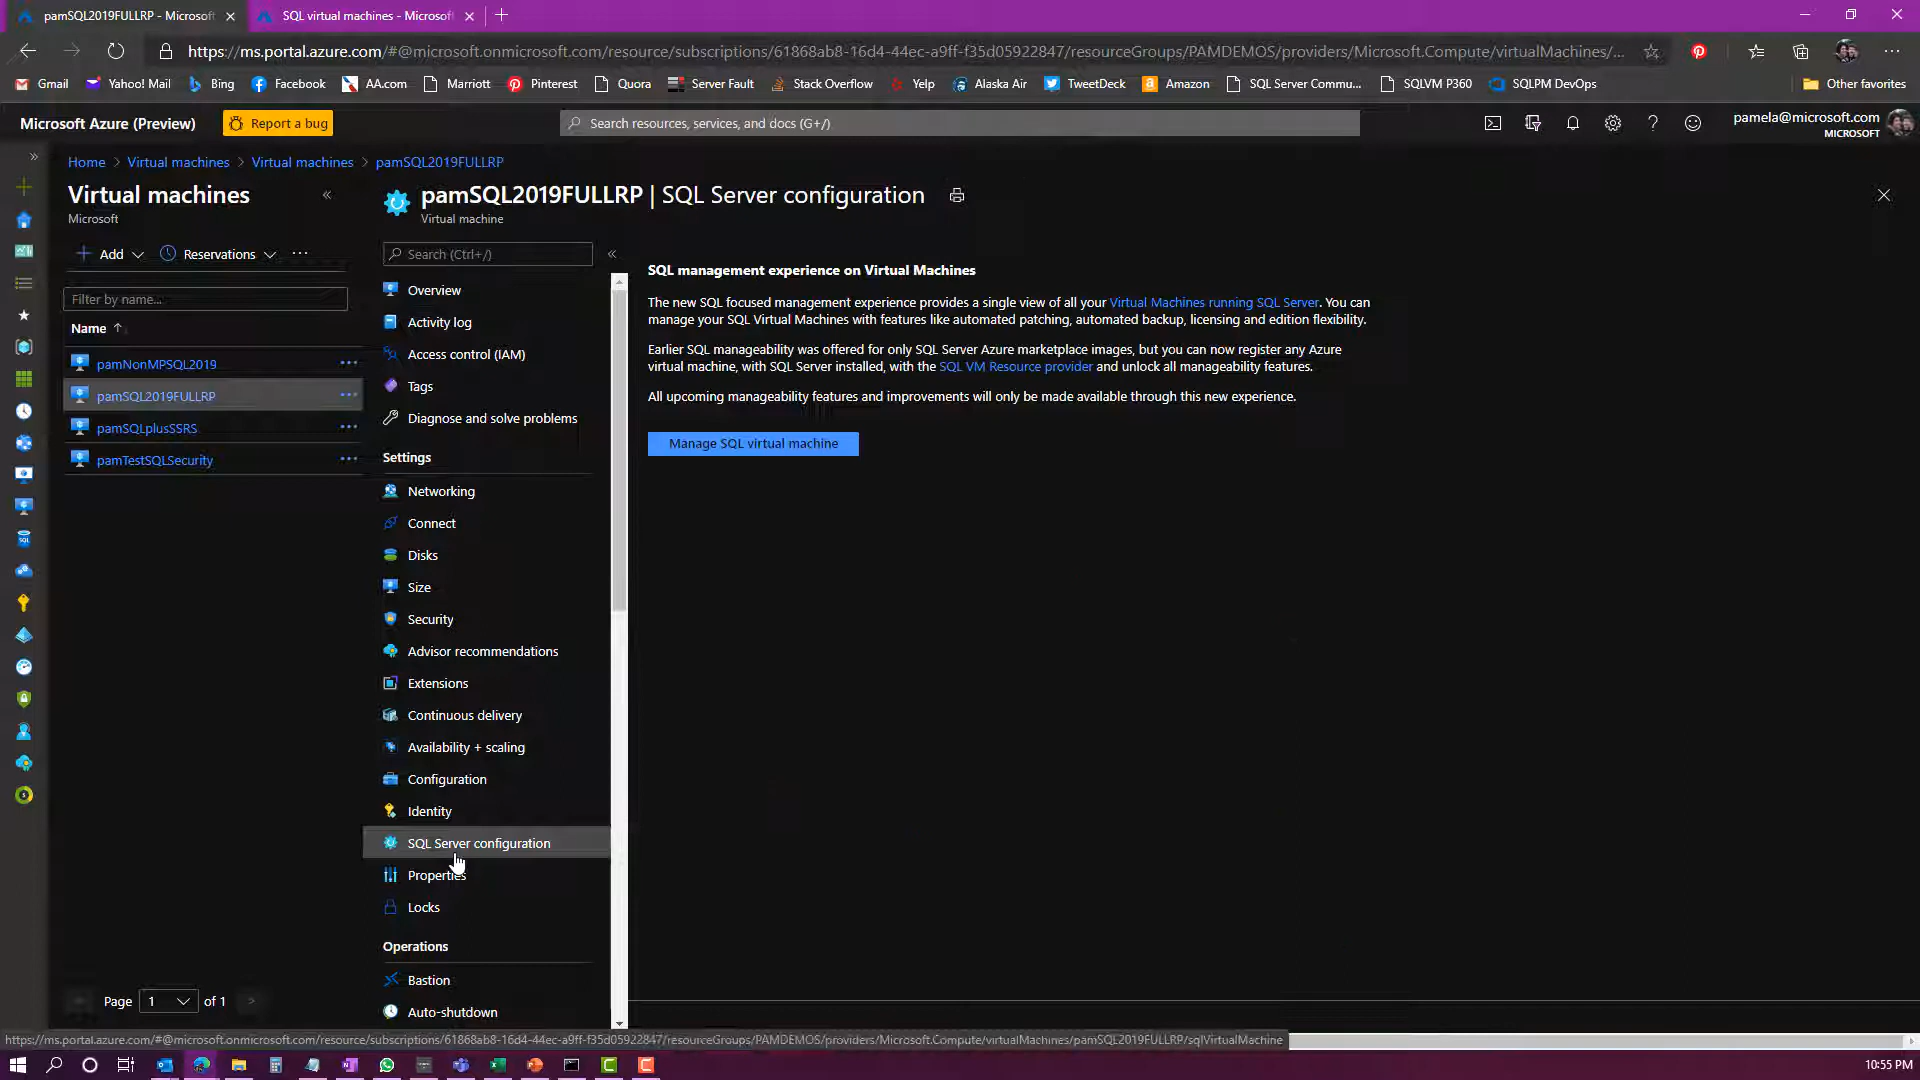 pamSQL2019FULLRP - Microsoft
SQL virtual machines - Microsof
https://ms.portal.azure.com/#@microsoft.onmicrosoft.com/resource/subscriptions/61868ab8-16d4-44ec-a9ff-f35d05922847/resourceGroups/PAMDEMOS/providers/Microsoft.Compute/virtualMachines/...
Gmail
Yahoo! Mail
Bing
Facebook
AA.com
Marriott
Pinterest
Quora
Server Fault
Stack Overflow
Yelp
Alaska Air
TweetDeck
Amazon
SQL Server Commu...
SQLVM P360
SQLPM DevOps
Other favorites
Microsoft Azure (Preview)
Report a bug
Search resources, services, and docs (G+/)
pamela@microsoft.com
MICROSOFT
Home > Virtual machines > Virtual machines > pamSQL2019FULLRP
Virtual machines
Microsoft
Add
Reservations
Filter by name...
Name ↑
pamNonMPSQL2019
pamSQL2019FULLRP
pamSQLplusSSRS
pamTestSQLSecurity
Page 1 of 1
pamSQL2019FULLRP | SQL Server configuration
Virtual machine
Search (Ctrl+/)
Overview
Activity log
Access control (IAM)
Tags
Diagnose and solve problems
Settings
Networking
Connect
Disks
Size
Security
Advisor recommendations
Extensions
Continuous delivery
Availability + scaling
Configuration
Identity
SQL Server configuration
Properties
Locks
Operations
Bastion
Auto-shutdown
SQL management experience on Virtual Machines
The new SQL focused management experience provides a single view of all your Virtual Machines running SQL Server. You can
manage your SQL Virtual Machines with features like automated patching, automated backup, licensing and edition flexibility.
Earlier SQL manageability was offered for only SQL Server Azure marketplace images, but you can now register any Azure
virtual machine, with SQL Server installed, with the SQL VM Resource provider and unlock all manageability features.
All upcoming manageability features and improvements will only be made available through this new experience.
Manage SQL virtual machine
https://ms.portal.azure.com/#@microsoft.onmicrosoft.com/resource/subscriptions/61868ab8-16d4-44ec-a9ff-f35d05922847/resourceGroups/PAMDEMOS/providers/Microsoft.Compute/virtualMachines/pamSQL2019FULLRP/sqlVirtualMachine
10:55 PM